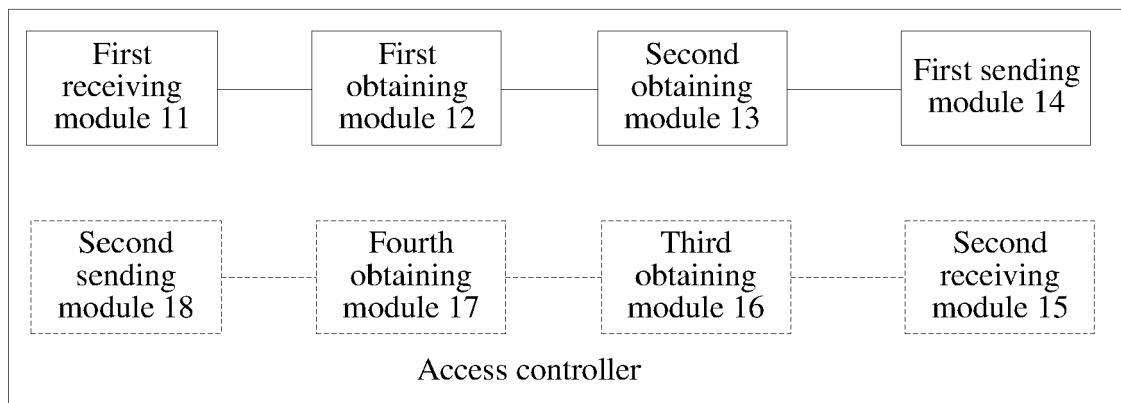 First
receiving
module 11
First
obtaining
module 12
Second
obtaining
module 13
First sending
module 14
Second
sending
module 18
Fourth
obtaining
module 17
Third
obtaining
module 16
Second
receiving
module 15
Access controller